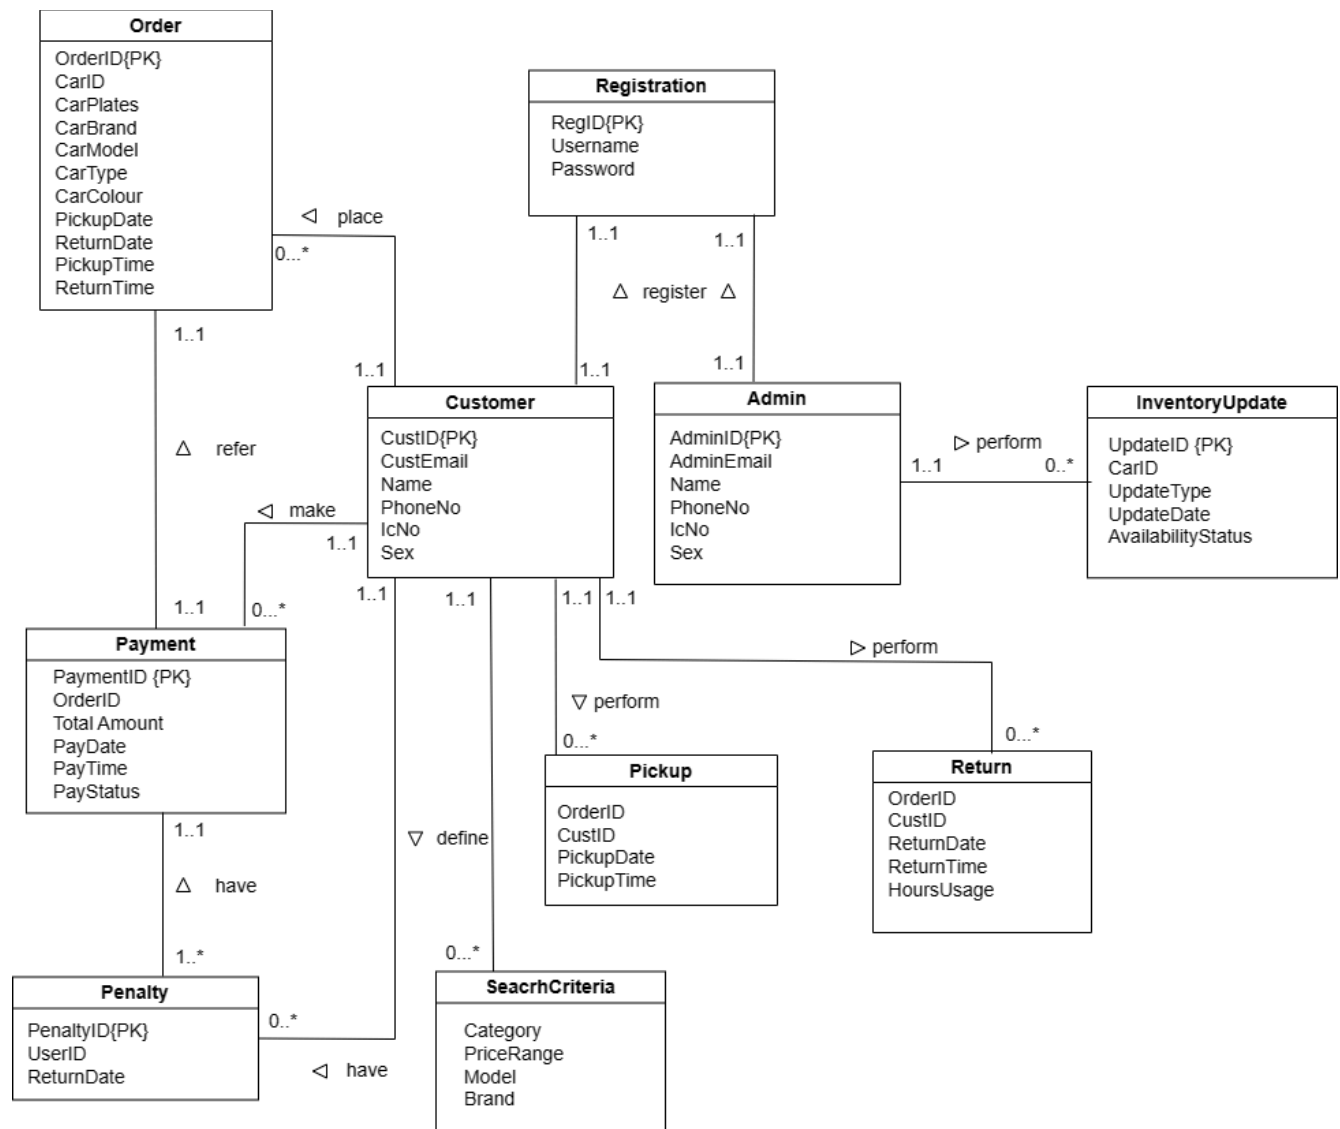 Order
OrderID{PK}
CarID
CarPlates
CarBrand
CarModel
CarType
CarColour
PickupDate
ReturnDate
PickupTime
ReturnTime
Registration
RegID{PK}
Username
Password
place
0...*
1..1
1..1
1..1
register
1..1
1..1
1..1
refer
1..1
Customer
CustID{PK}
CustEmail
Name
PhoneNo
IcNo
Sex
Admin
AdminID{PK}
AdminEmail
Name
PhoneNo
IcNo
Sex
perform
1..1
0..*
InventoryUpdate
UpdateID {PK}
CarID
UpdateType
UpdateDate
AvailabilityStatus
make
1..1
0...*
1..1
1..1
1..1
1..1
1..1
Payment
PaymentID {PK}
OrderID
Total Amount
PayDate
PayTime
PayStatus
perform
0...*
perform
0...*
Pickup
OrderID
CustID
PickupDate
PickupTime
Return
OrderID
CustID
ReturnDate
ReturnTime
HoursUsage
1..1
have
1..*
define
0...*
Penalty
PenaltyID{PK}
UserID
ReturnDate
0..*
have
SeacrhCriteria
Category
PriceRange
Model
Brand